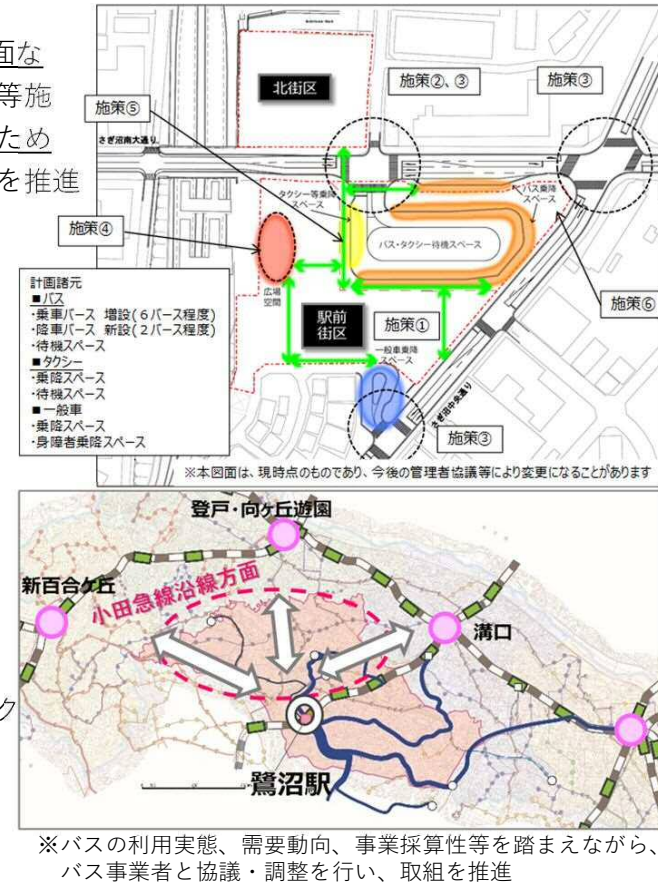 面な
等施
ため
を推進
ク
北街区
施策②、③
施策③
施策⑤
さぎ沼南大通り
タクシー等乗降
スペース
バス乗降
スペース
施策④
バス・タクシー待機スペース
広場
空間
駅前
街区
施策①
施策⑥
一般車乗降
スペース
さぎ沼中央通り
施策③
計画諸元
■バス
・乗車バース 増設(6バース程度)
・降車バース 新設(2バース程度)
・待機スペース
■タクシー
・乗降スペース
・待機スペース
■一般車
・乗降スペース
・身障者乗降スペース
※本図面は、現時点のものであり、今後の管理者協議等により変更になることがあります
登戸・向ヶ丘遊園
新百合ケ丘
小田急線沿線方面
溝口
鷺沼駅
※バスの利用実態、需要動向、事業採算性等を踏まえながら、
バス事業者と協議・調整を行い、取組を推進